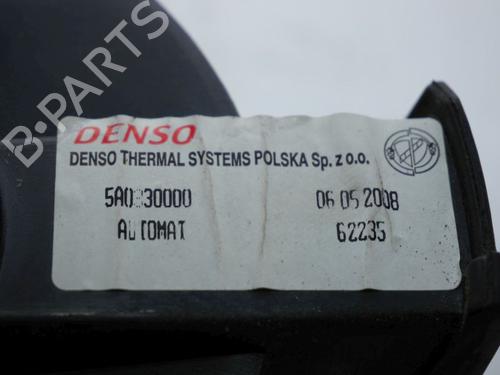 B-PARTS
DENSO
DENSO THERMAL SYSTEMS POLSKA Sp. z o.o.
06 05 2008
AUTOMAT 62235